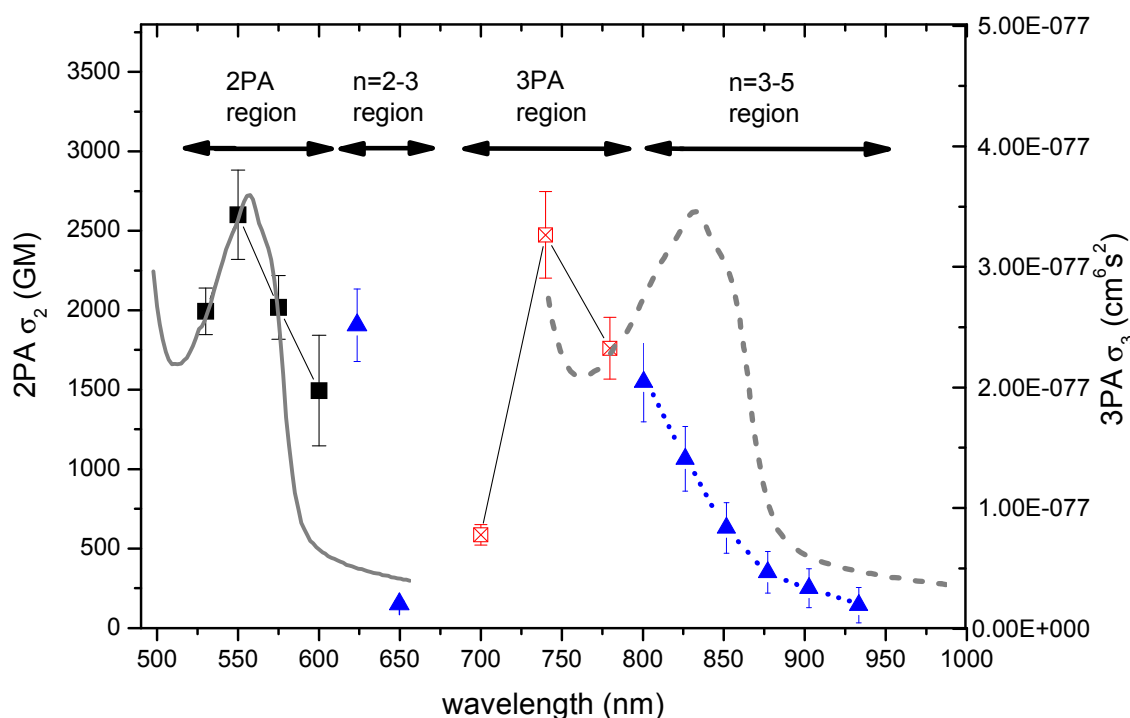 2PA
region
n=2-3
region
3PA
region
n=3-5
region
3500
3000
2500
2000
1500
1000
500
0
2PA σ2 (GM)
5.00E-077
4.00E-077
3.00E-077
2.00E-077
1.00E-077
0.00E+000
3PA σ3 (cm6s2)
500 550 600 650 700 750 800 850 900 950 1000
wavelength (nm)